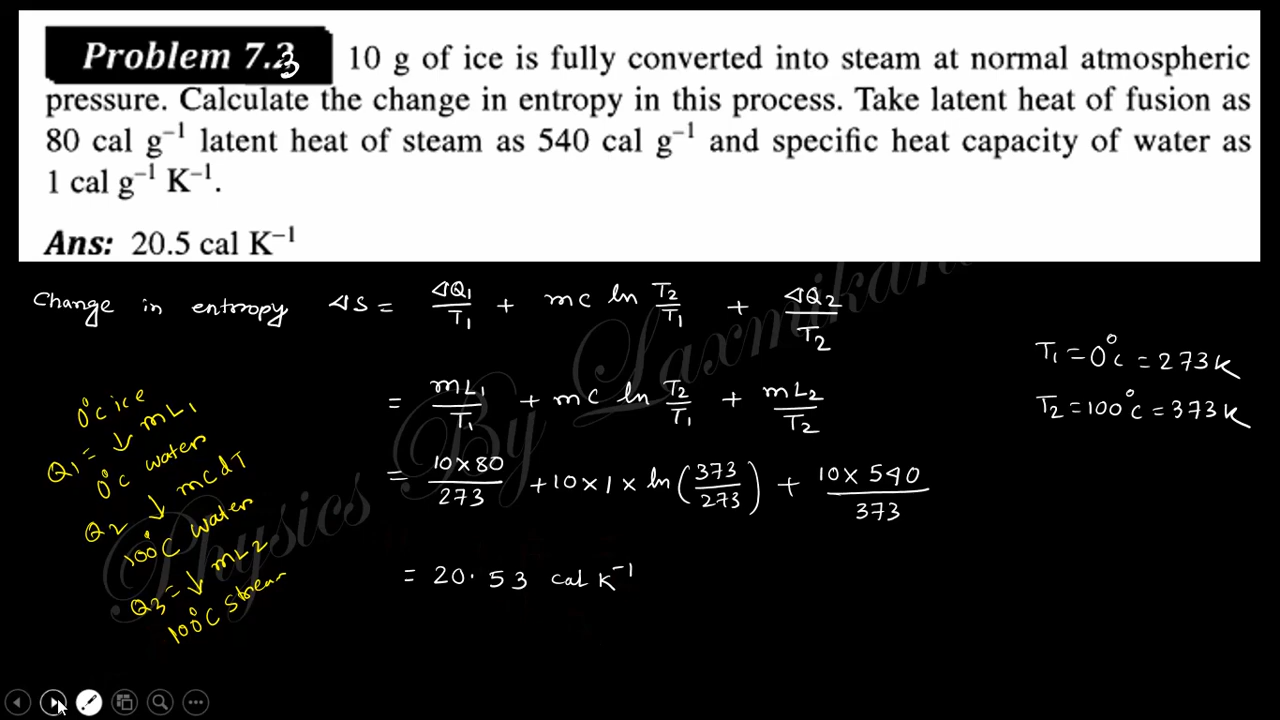 Problem 7.3 10 g of ice is fully converted into steam at normal atmospheric
pressure. Calculate the change in entropy in this process. Take latent heat of fusion as
80 cal g⁻¹ latent heat of steam as 540 cal g⁻¹ and specific heat capacity of water as
1 cal g⁻¹ K⁻¹.
Ans: 20.5 cal K⁻¹
Change in entropy ΔS = ΔQ₁/T₁ + mc ln T₂/T₁ + ΔQ₂/T₂
= mL₁/T₁ + mc ln T₂/T₁ + mL₂/T₂
= 10×80/273 + 10×1× ln(373/273) + 10×540/373
= 20.53 cal K⁻¹
T₁ = 0°C = 273K
T₂ = 100°C = 373K
0°C ice
Q₁ = ↓ mL₁
0°C water
Q₂ ↓ mcdT
100°C water
Q₃ = ↓ mL2
100°C stream
Physics By Laxmikan